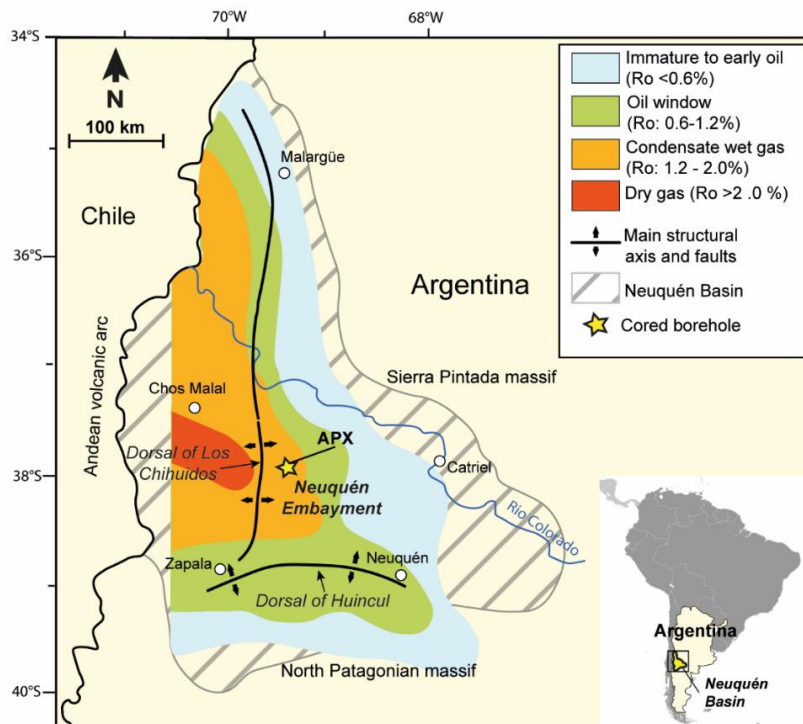 70°W
68°W
34°S
36°S
38°S
40°S
N
100 km
Chile
Argentina
Malargüe
Andean volcanic arc
Chos Malal
Sierra Pintada massif
Dorsal of Los
Chihuidos
APX
Neuquén
Embayment
Catriel
Rio Colorado
Zapala
Neuquén
Dorsal of Huincul
North Patagonian massif
Immature to early oil
(Ro <0.6%)
Oil window
(Ro: 0.6-1.2%)
Condensate wet gas
(Ro: 1.2 - 2.0%)
Dry gas (Ro >2 .0 %)
Main structural
axis and faults
Neuquén Basin
Cored borehole
Argentina
Neuquén
Basin